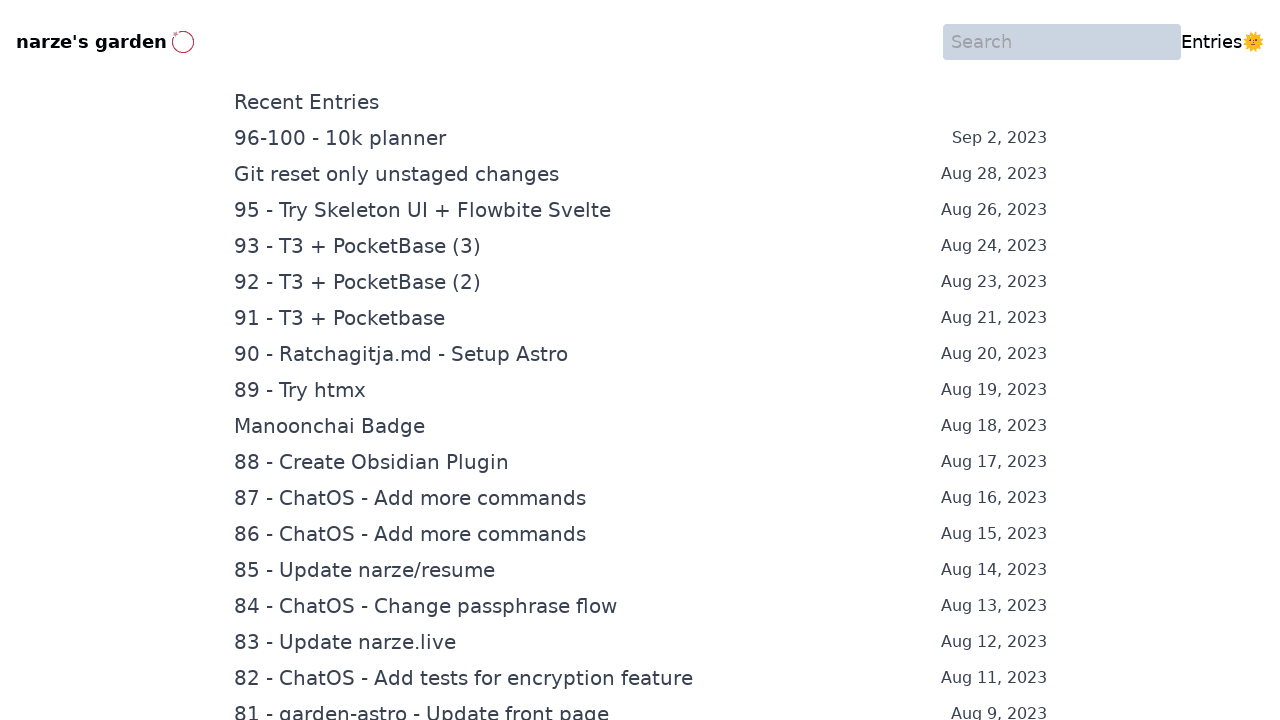 narze's garden
Search
Entries🌞
Recent Entries
96-100 - 10k planner Sep 2, 2023
Git reset only unstaged changes Aug 28, 2023
95 - Try Skeleton UI + Flowbite Svelte Aug 26, 2023
93 - T3 + PocketBase (3) Aug 24, 2023
92 - T3 + PocketBase (2) Aug 23, 2023
91 - T3 + Pocketbase Aug 21, 2023
90 - Ratchagitja.md - Setup Astro Aug 20, 2023
89 - Try htmx Aug 19, 2023
Manoonchai Badge Aug 18, 2023
88 - Create Obsidian Plugin Aug 17, 2023
87 - ChatOS - Add more commands Aug 16, 2023
86 - ChatOS - Add more commands Aug 15, 2023
85 - Update narze/resume Aug 14, 2023
84 - ChatOS - Change passphrase flow Aug 13, 2023
83 - Update narze.live Aug 12, 2023
82 - ChatOS - Add tests for encryption feature Aug 11, 2023
81 - garden-astro - Update front page Aug 9, 2023